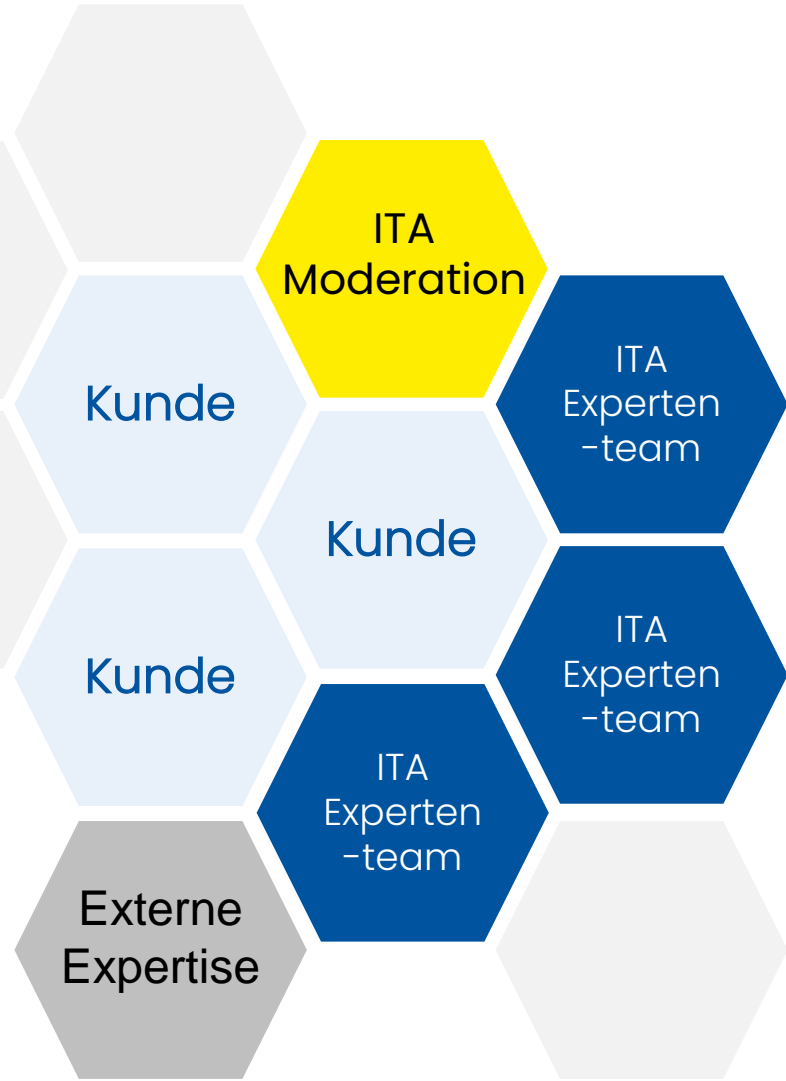 ITA
Moderation
Kunde
ITA
Experten
-team
Kunde
Kunde
ITA
Experten
-team
ITA
Experten
-team
Externe
Expertise